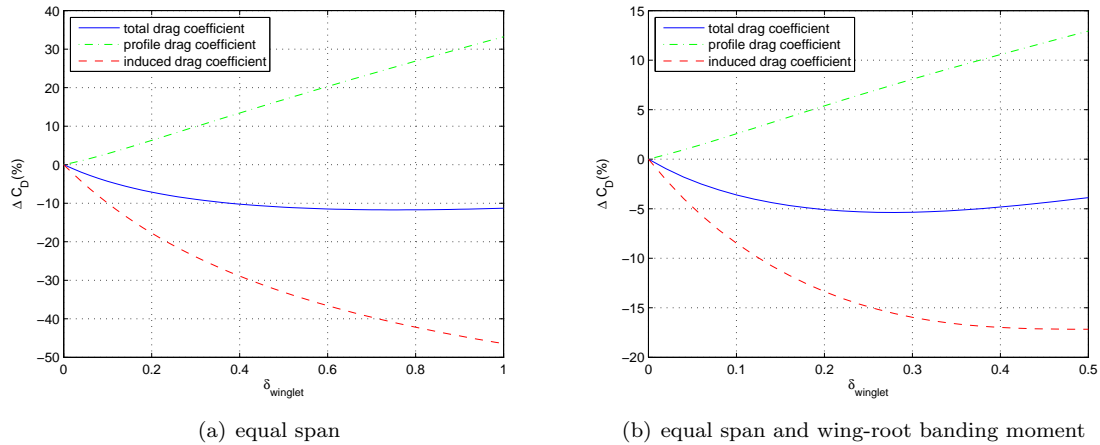 40
30
20
10
0
−10
−20
−30
−40
−50
Δ C_D(%)
total drag coefficient
profile drag coefficient
induced drag coefficient
0 0.2 0.4 0.6 0.8 1
δ_winglet
(a) equal span
15
10
5
0
−5
−10
−15
−20
Δ C_D(%)
total drag coefficient
profile drag coefficient
induced drag coefficient
0 0.1 0.2 0.3 0.4 0.5
δ_winglet
(b) equal span and wing-root banding moment